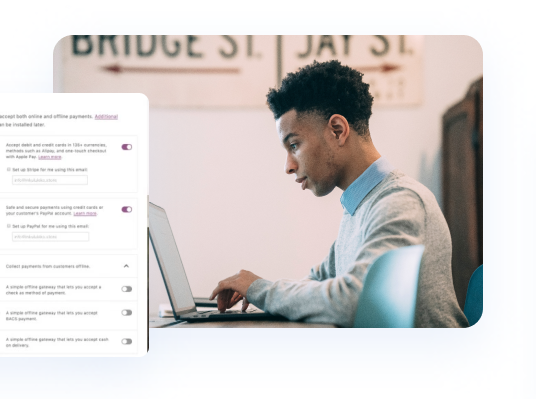 BRIDGE ST. JAY ST.
accept both online and offline payments. Additional
an be installed later.
Accept debit and credit cards in 135+ currencies,
methods such as Alipay, and one-touch checkout
with Apple Pay. Learn more.
Set up Stripe for me using this email:
Safe and secure payments using credit cards or
your customer's PayPal account. Learn more.
Set up PayPal for me using this email:
Collect payments from customers offline.
A simple offline gateway that lets you accept a
check as method of payment.
A simple offline gateway that lets you accept
BACS payment.
A simple offline gateway that lets you accept cash
on delivery.